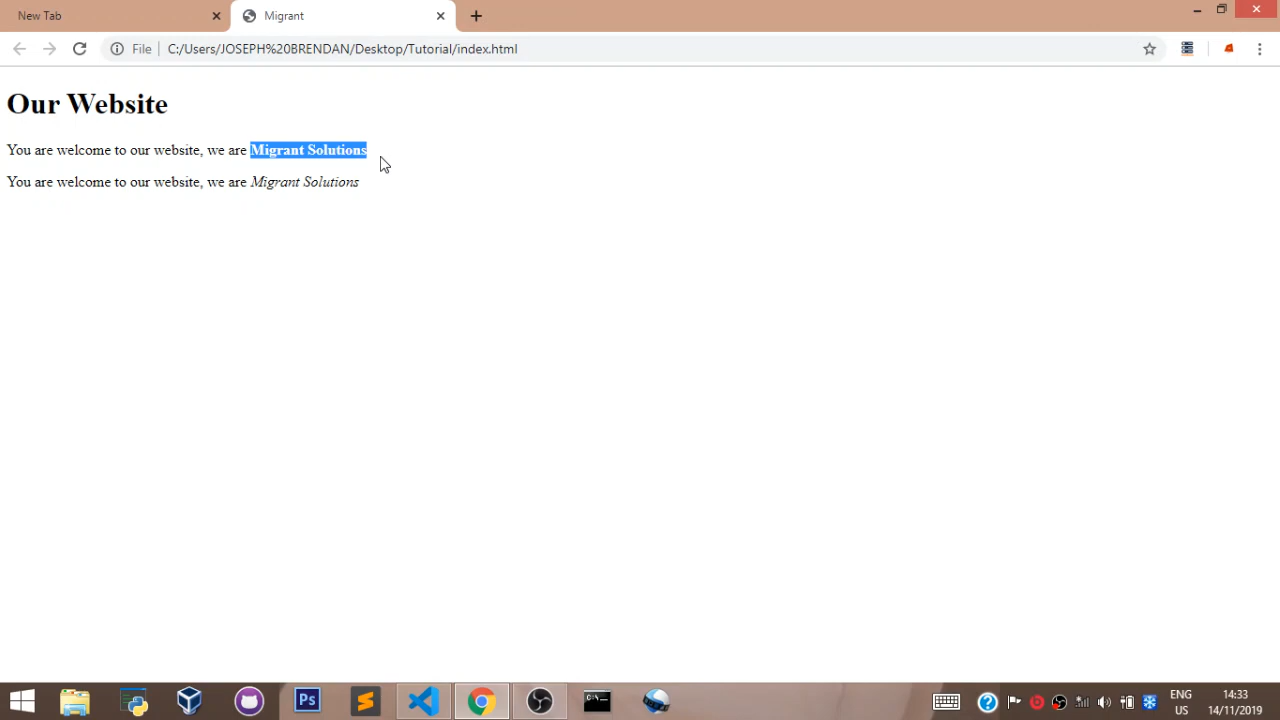 New Tab
Migrant
File
C:/Users/JOSEPH%20BRENDAN/Desktop/Tutorial/index.html
Our Website
You are welcome to our website, we are Migrant Solutions
You are welcome to our website, we are Migrant Solutions
Ps
ENG
US
14:33
14/11/2019